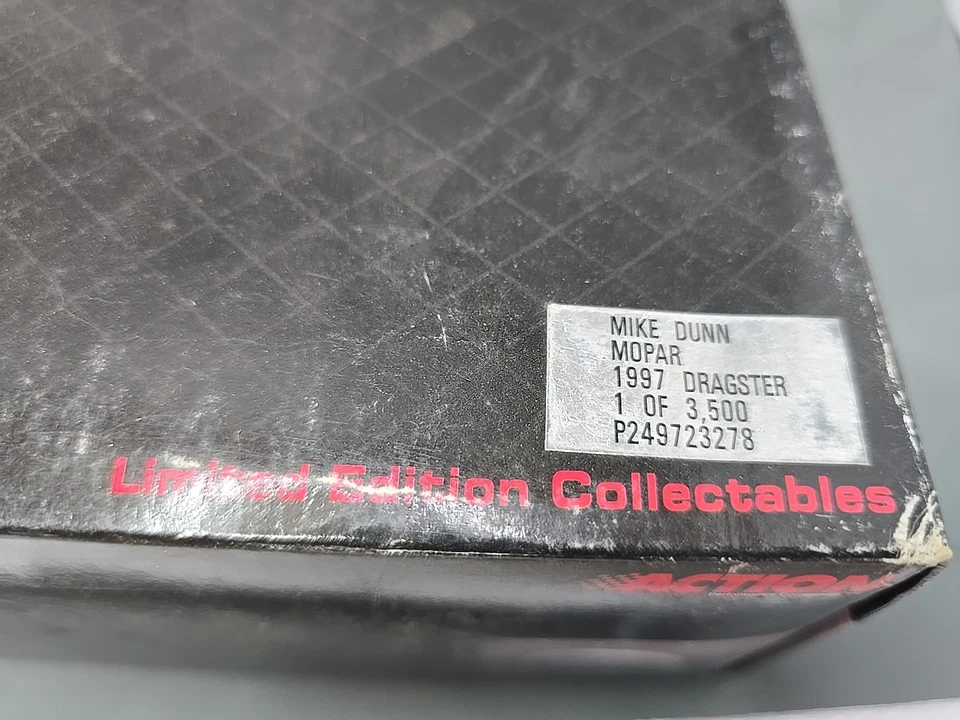 MIKE DUNN
MOPAR
1997 DRAGSTER
1 OF 3,500
P249723278
Limited Edition Collectables
ACTION